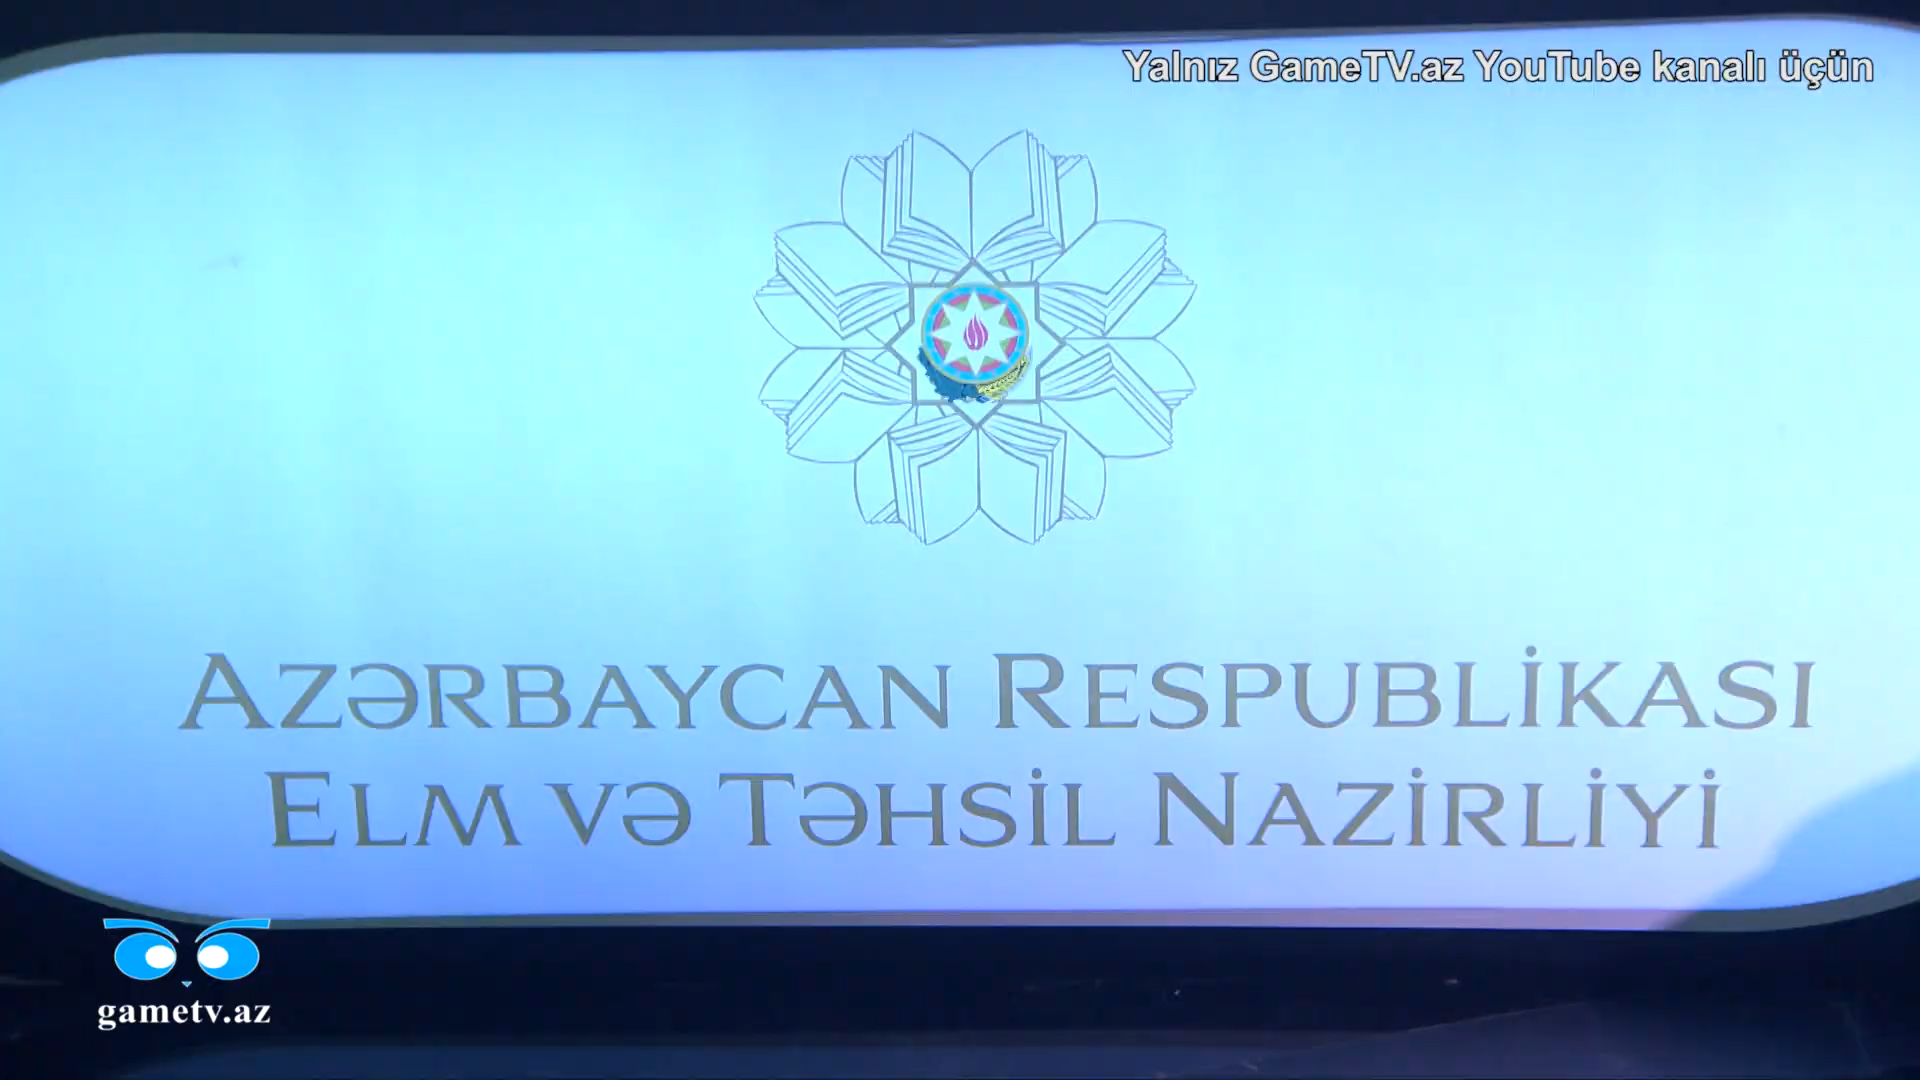 Yalnız GameTV.az YouTube kanalı üçün
AZƏRBAYCAN RESPUBLİKASI
ELM VƏ TƏHSİL NAZİRLİYİ
gametv.az